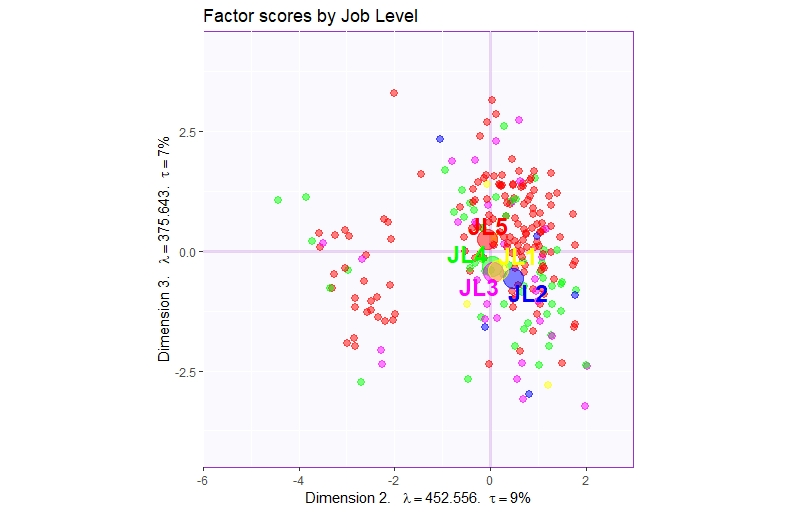 Factor scores by Job Level
Dimension 3. λ=375.643. τ=7%
2.5
0.0
-2.5
JL5
JL4
JL1
JL3
JL2
-6 -4 -2 0 2
Dimension 2. λ=452.556. τ=9%